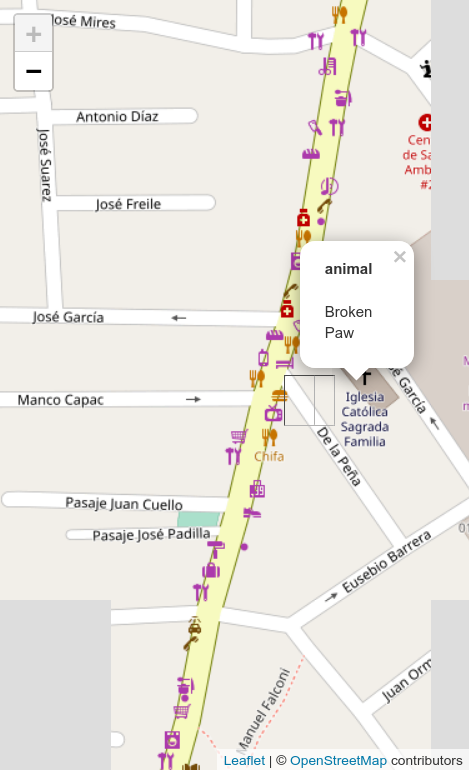 José Mires
+
−
Antonio Díaz
José Suarez
Cen
de Sa
Amb
#2
José Freile
animal
×
Broken
Paw
José García
José García
Manco Capac
Iglesia
Católica
Sagrada
Familia
De la Peña
Chifa
Pasaje Juan Cuello
Pasaje José Padilla
Eusebio Barrera
Manuel Falconi
Juan Orm
Leaflet | © OpenStreetMap contributors